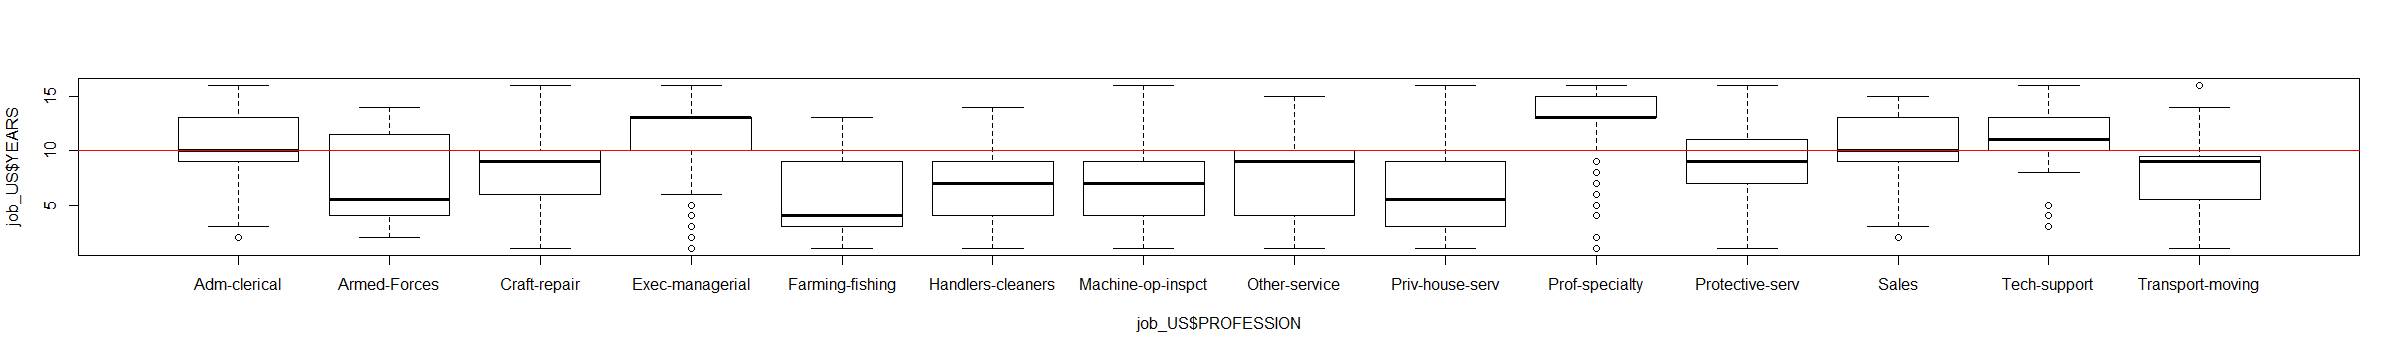 job_US$YEARS
15
10
5
Adm-clerical Armed-Forces Craft-repair Exec-managerial Farming-fishing Handlers-cleaners Machine-op-inspct Other-service Priv-house-serv Prof-specialty Protective-serv Sales Tech-support Transport-moving
job_US$PROFESSION